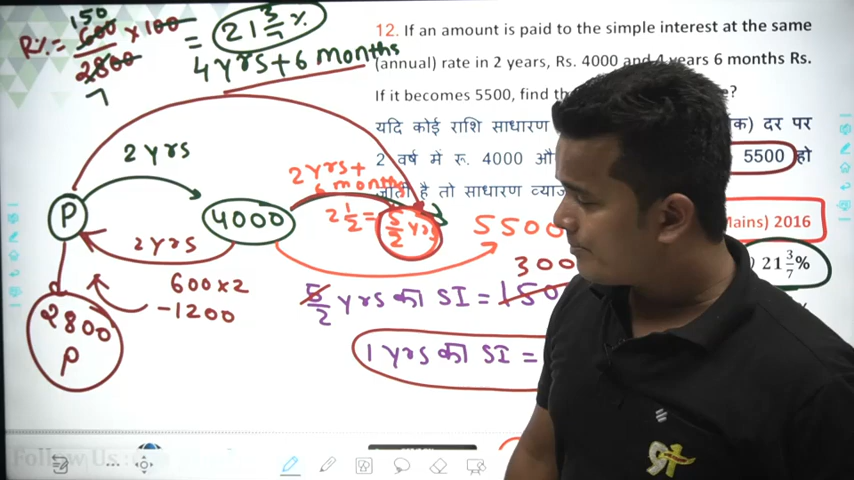 12. If an amount is paid to the simple interest at the same
(annual) rate in 2 years, Rs. 4000 and 4 years 6 months Rs.
If it becomes 5500, find
यदि कोई राशि साधारण दर पर
2 वर्ष में रू. 4000 5500 हो
जाती है तो साधारण
2016
21 3/7%
R% = 600/2800 × 100 = 21 3/7 %
150
7
4 yrs + 6 months
2 yrs
P
4000
2 yrs +
6 months
2 1/2 = 5/2 yrs
5500
2 yrs
600 x 2
- 1200
2800
P
300
5/2 yrs का SI = 150
1 yrs का SI =
Follow Us